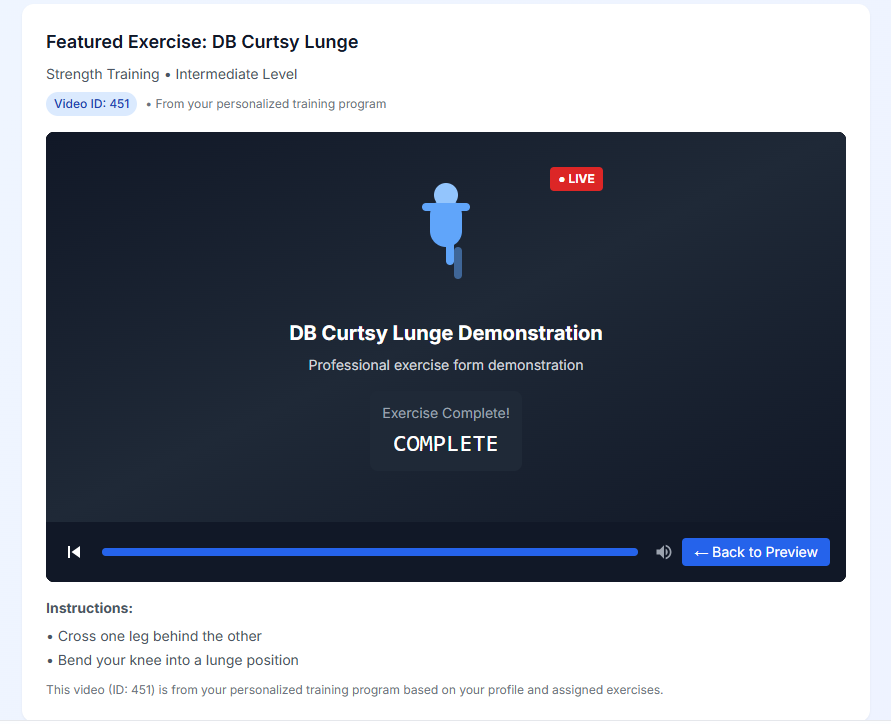 Featured Exercise: DB Curtsy Lunge
Strength Training • Intermediate Level
Video ID: 451 • From your personalized training program
• LIVE
DB Curtsy Lunge Demonstration
Professional exercise form demonstration
Exercise Complete!
COMPLETE
← Back to Preview
Instructions:
• Cross one leg behind the other
• Bend your knee into a lunge position
This video (ID: 451) is from your personalized training program based on your profile and assigned exercises.